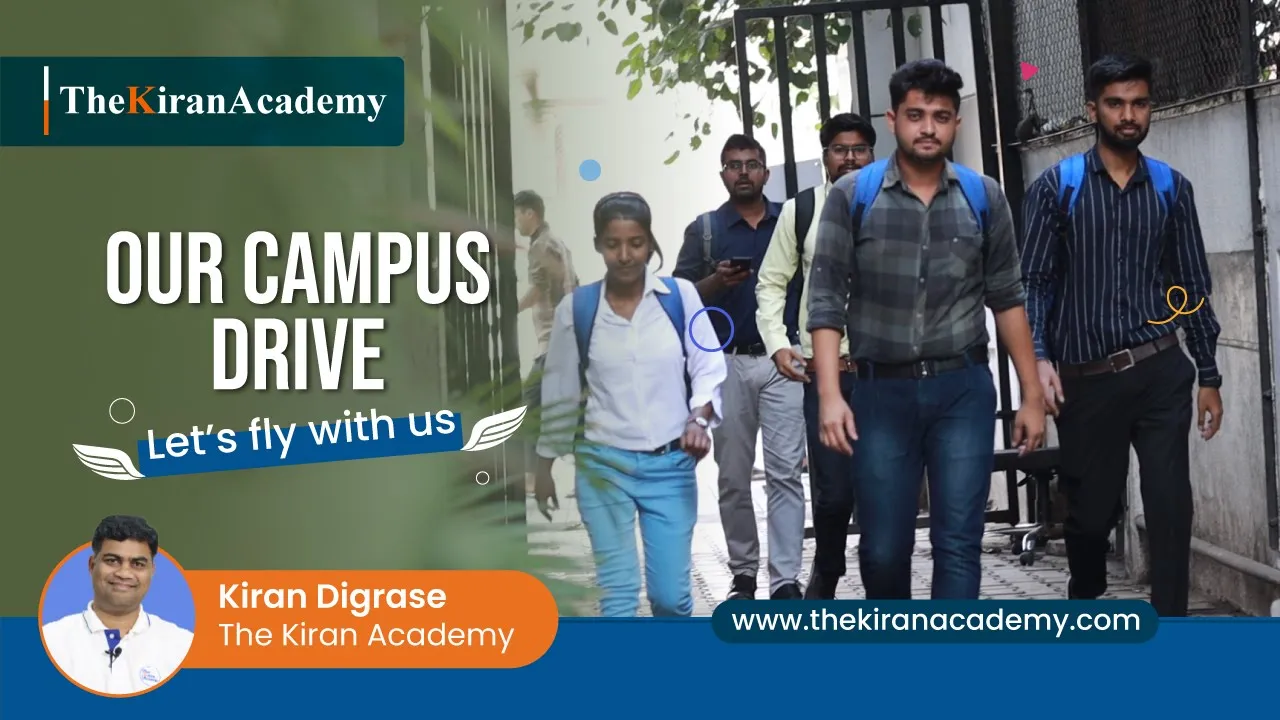 TheKiranAcademy
OUR CAMPUS
DRIVE
Let's fly with us
Kiran Digrase
The Kiran Academy
www.thekiranacademy.com